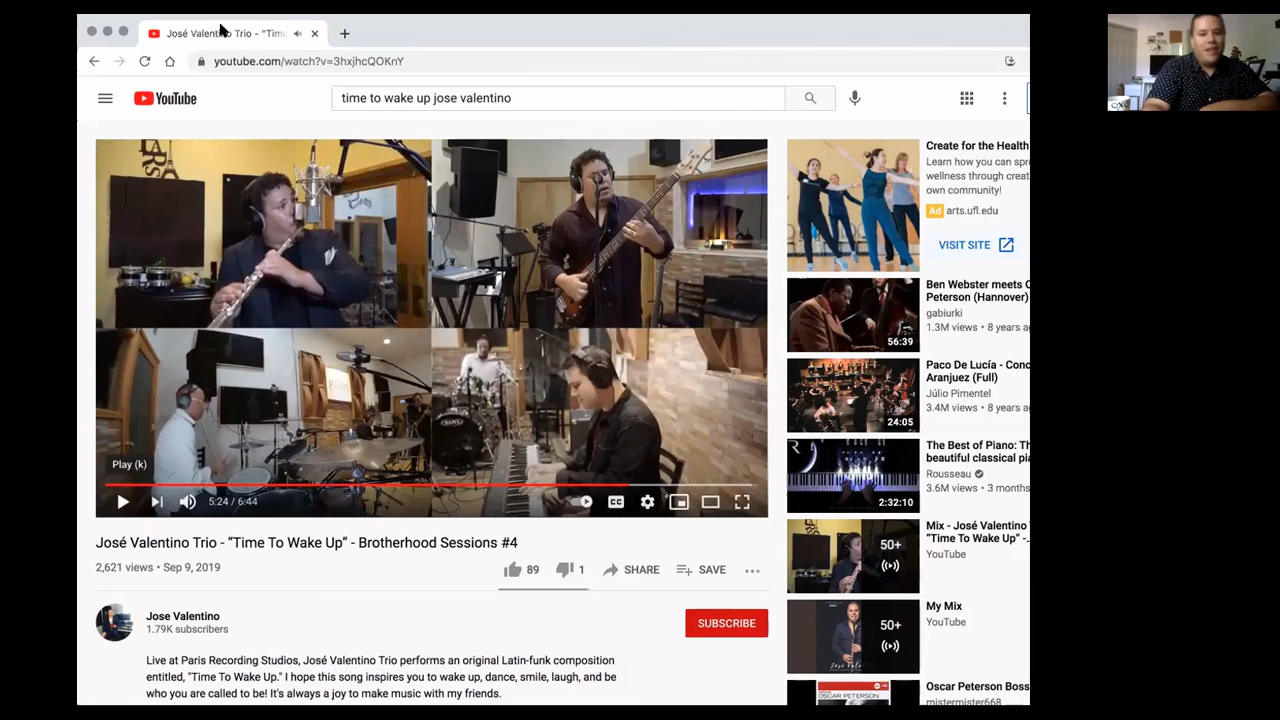 José Valentino Trio - “Time
youtube.com/watch?v=3hxjhcQOKnY
YouTube
time to wake up jose valentino
Play (k)
5:24 / 6:44
CC
José Valentino Trio - “Time To Wake Up” - Brotherhood Sessions #4
2,621 views • Sep 9, 2019
89
1
SHARE
SAVE
Jose Valentino
1.79K subscribers
SUBSCRIBE
Live at Paris Recording Studios, José Valentino Trio performs an original Latin-funk composition
entitled, "Time To Wake Up." I hope this song inspires you to wake up, dance, smile, laugh, and be
who you are called to be! It's always a joy to make music with my friends.
Create for the Health
Learn how you can spre
wellness through creat
own community!
Ad arts.ufl.edu
VISIT SITE
Ben Webster meets O
Peterson (Hannover)
gabiurki
1.3M views • 8 years a
56:39
Paco De Lucía - Conc
Aranjuez (Full)
Júlio Pimentel
3.4M views • 8 years a
24:05
The Best of Piano: Th
beautiful classical pia
Rousseau
3.6M views • 3 months
2:32:10
Mix - José Valentino
“Time To Wake Up” -..
YouTube
50+
My Mix
YouTube
50+
Oscar Peterson Boss
mistermister668
OSCAR PETERSON